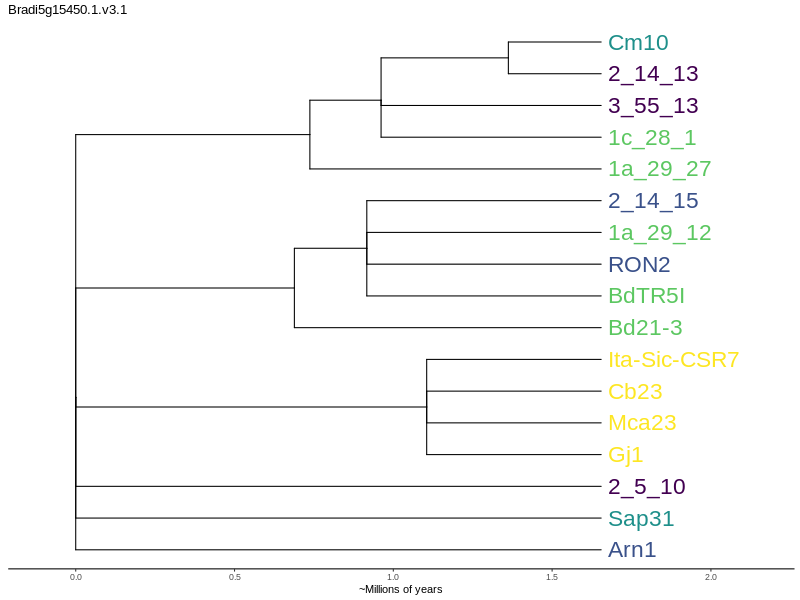 Bradi5g15450.1.v3.1
Cm10
2_14_13
3_55_13
1c_28_1
1a_29_27
2_14_15
1a_29_12
RON2
BdTR5I
Bd21-3
Ita-Sic-CSR7
Cb23
Mca23
Gj1
2_5_10
Sap31
Arn1
0.0 0.5 1.0 1.5 2.0
~Millions of years